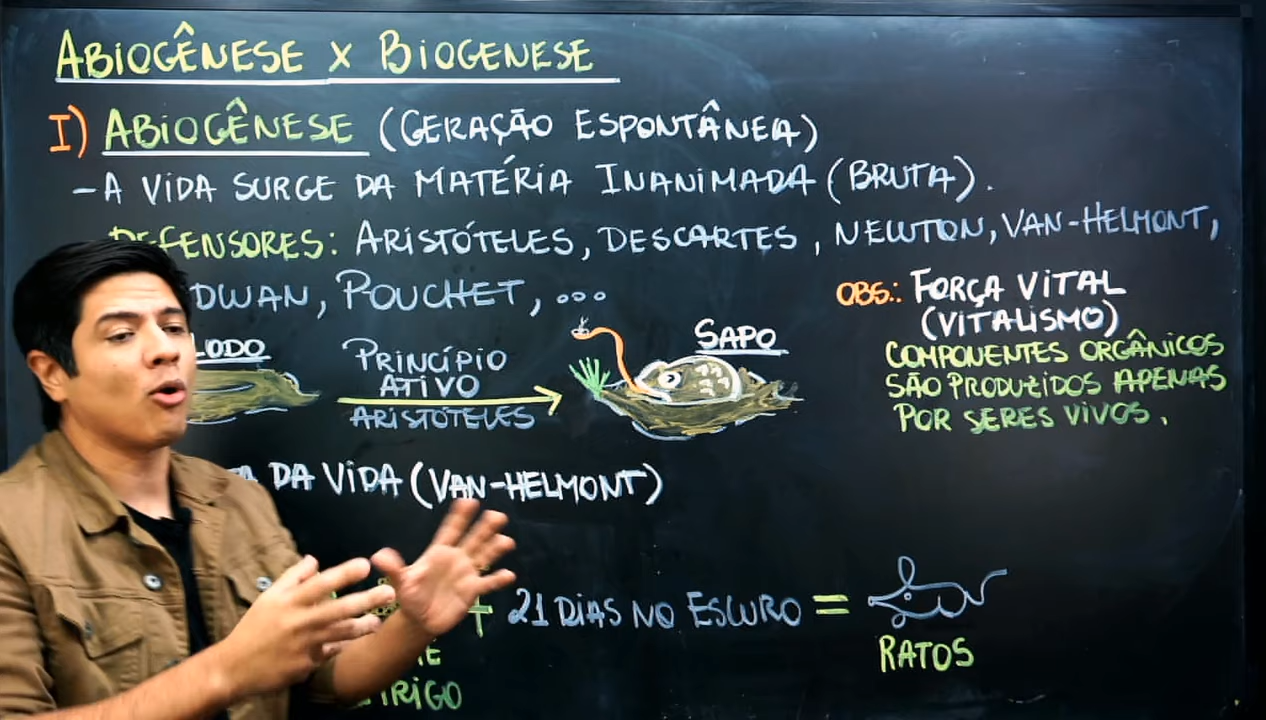 ABIOGÊNESE X BIOGENESE
I) ABIOGÊNESE (GERAÇÃO ESPONTÂNEA)
- A VIDA SURGE DA MATÉRIA INANIMADA (BRUTA).
DEFENSORES: ARISTÓTELES, DESCARTES, NEWTON, VAN-HELMONT,
DWAN, POUCHET, ...
OBS.: FORÇA VITAL
(VITALISMO)
COMPONENTES ORGÂNICOS
SÃO PRODUZIDOS APENAS
POR SERES VIVOS.
LODO
PRINCÍPIO
ATIVO
ARISTÓTELES
SAPO
DA VIDA (VAN-HELMONT)
+ 21 DIAS NO ESCURO =
RATOS
TRIGO